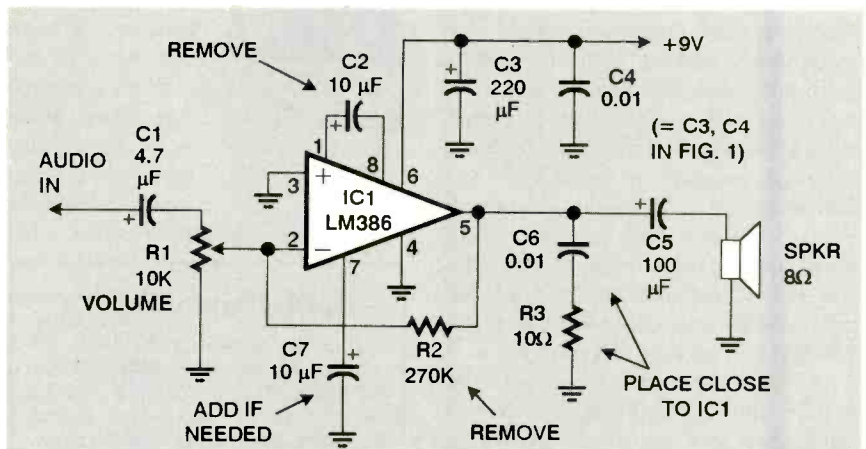 REMOVE
C2
10 µF
+
1
8
C1
4.7
µF
AUDIO
IN
+
R1
10K
VOLUME
3
+
2
−
IC1
LM386
6
7
4
5
C3
220
µF
+
C4
0.01
+9V
(= C3, C4
IN FIG. 1)
C6
0.01
R3
10Ω
C5
100
µF
+
SPKR
8Ω
R2
270K
C7
10 µF
+
ADD IF
NEEDED
REMOVE
PLACE CLOSE
TO IC1